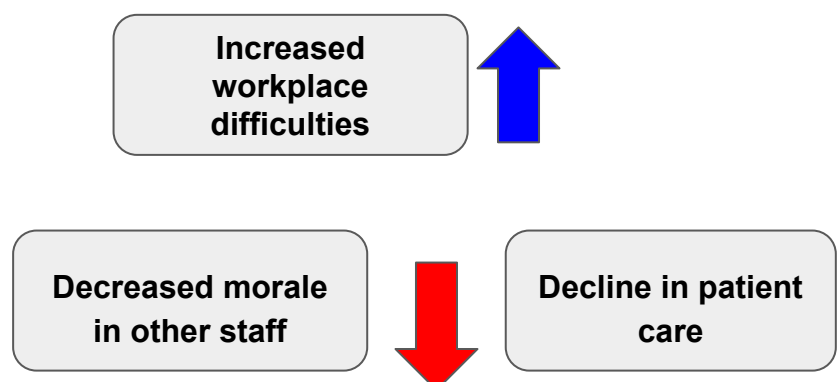 Increased
workplace
difficulties
Decreased morale
in other staff
Decline in patient
care